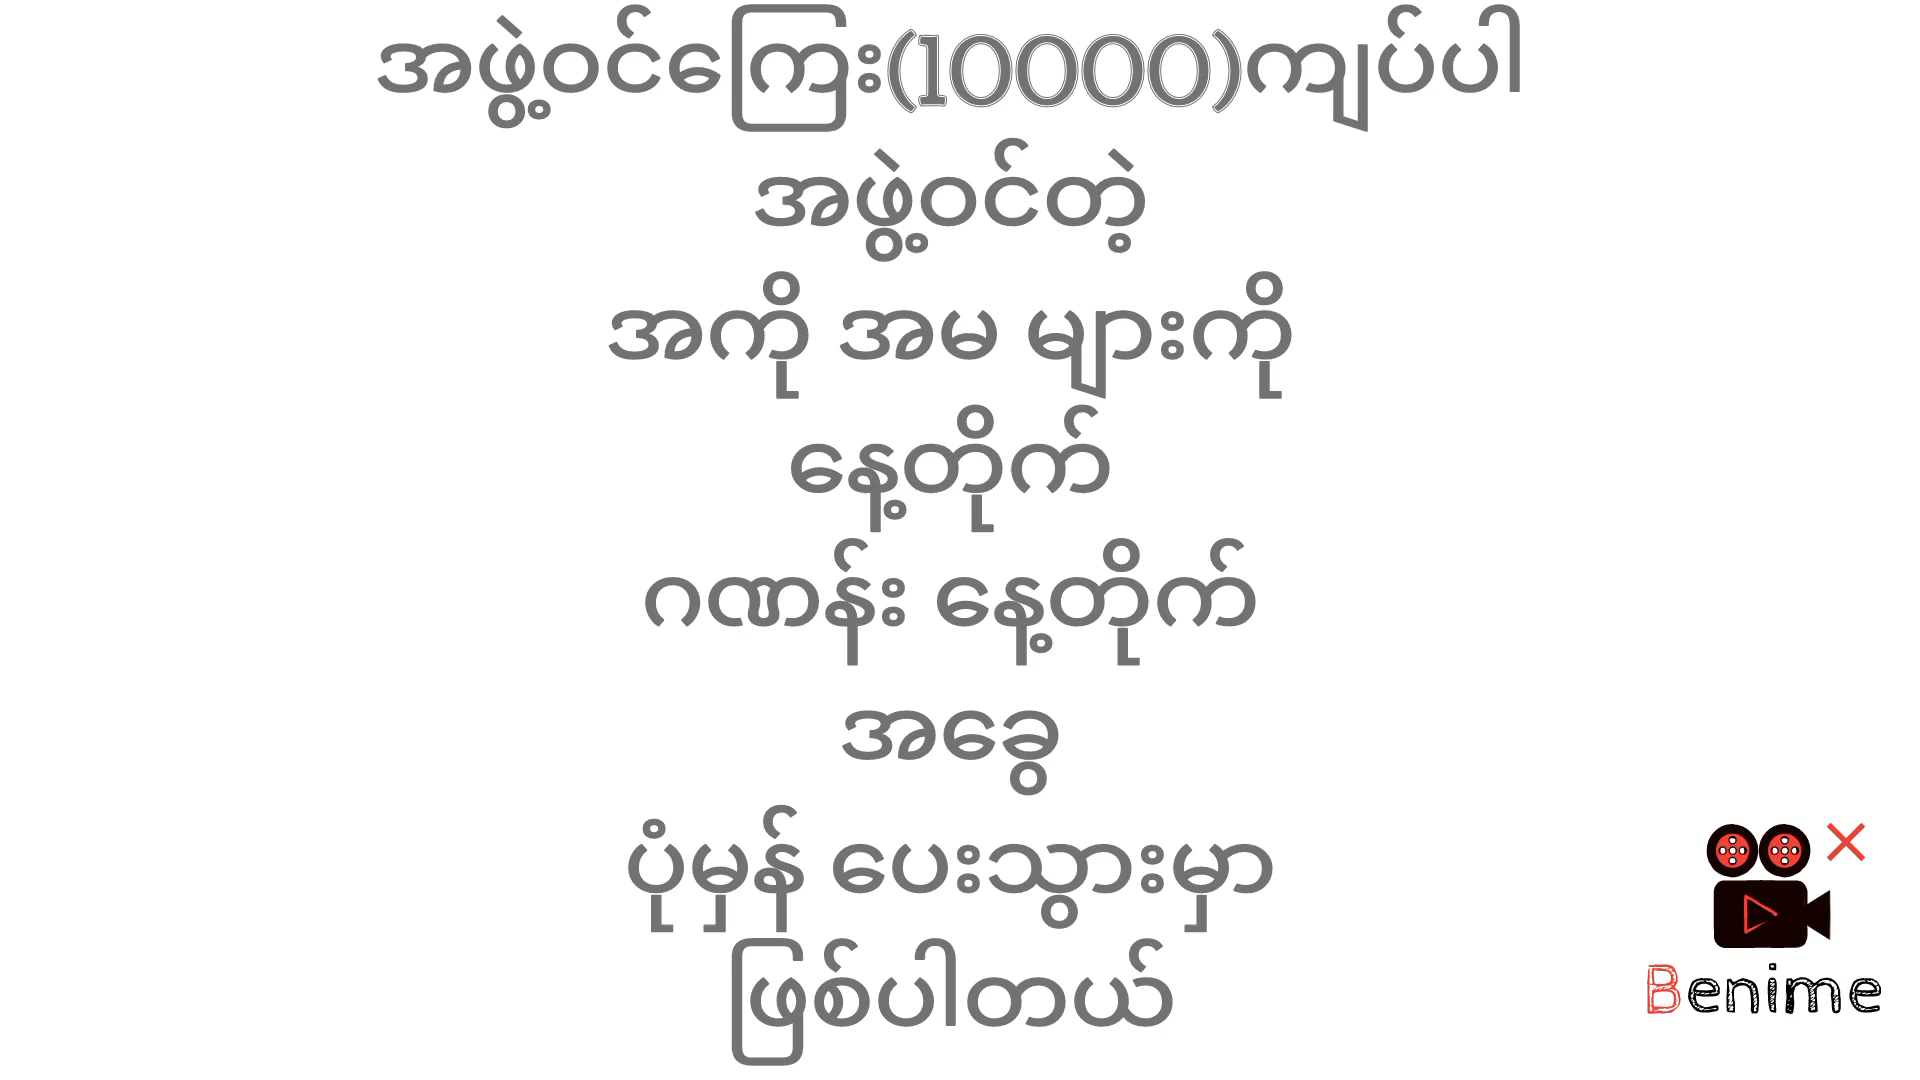 အဖွဲ့ဝင်ကြေး(10000)ကျပ်ပါ
အဖွဲ့ဝင်တဲ့
အကို အမ များကို
နေ့တိုက်
ဂဏန်း နေ့တိုက်
အခွေ
ပုံမှန် ပေးသွားမှာ
ဖြစ်ပါတယ်
Benime